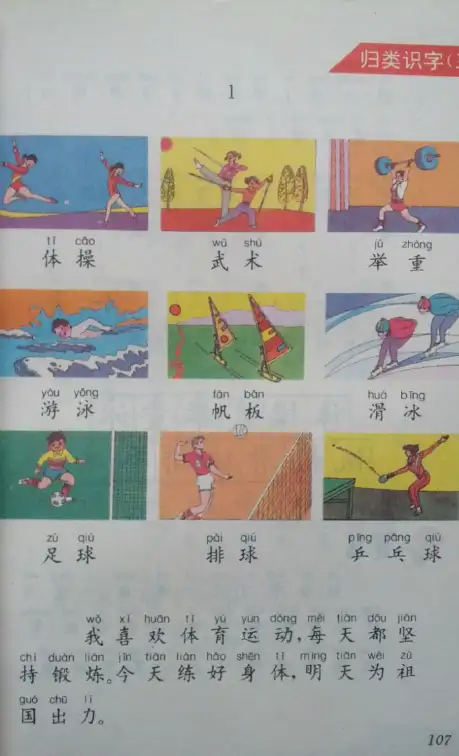 归类识字(
1
tǐ cāo wǔ shù jǔ zhòng
体操 武术 举重
yóu yǒng fān bǎn huá bīng
游泳 帆板 滑冰
zú qiú pái qiú pīng pāng qiú
足球 排球 乒乓球
wǒ xǐ huān tǐ yù yùn dòng měi tiān dōu jiān
我喜欢体育运动,每天都坚
chí duàn liàn jīn tiān liàn hǎo shēn tǐ míng tiān wèi zǔ
持锻炼。今天练好身体,明天为祖
guó chū lì
国出力。
107